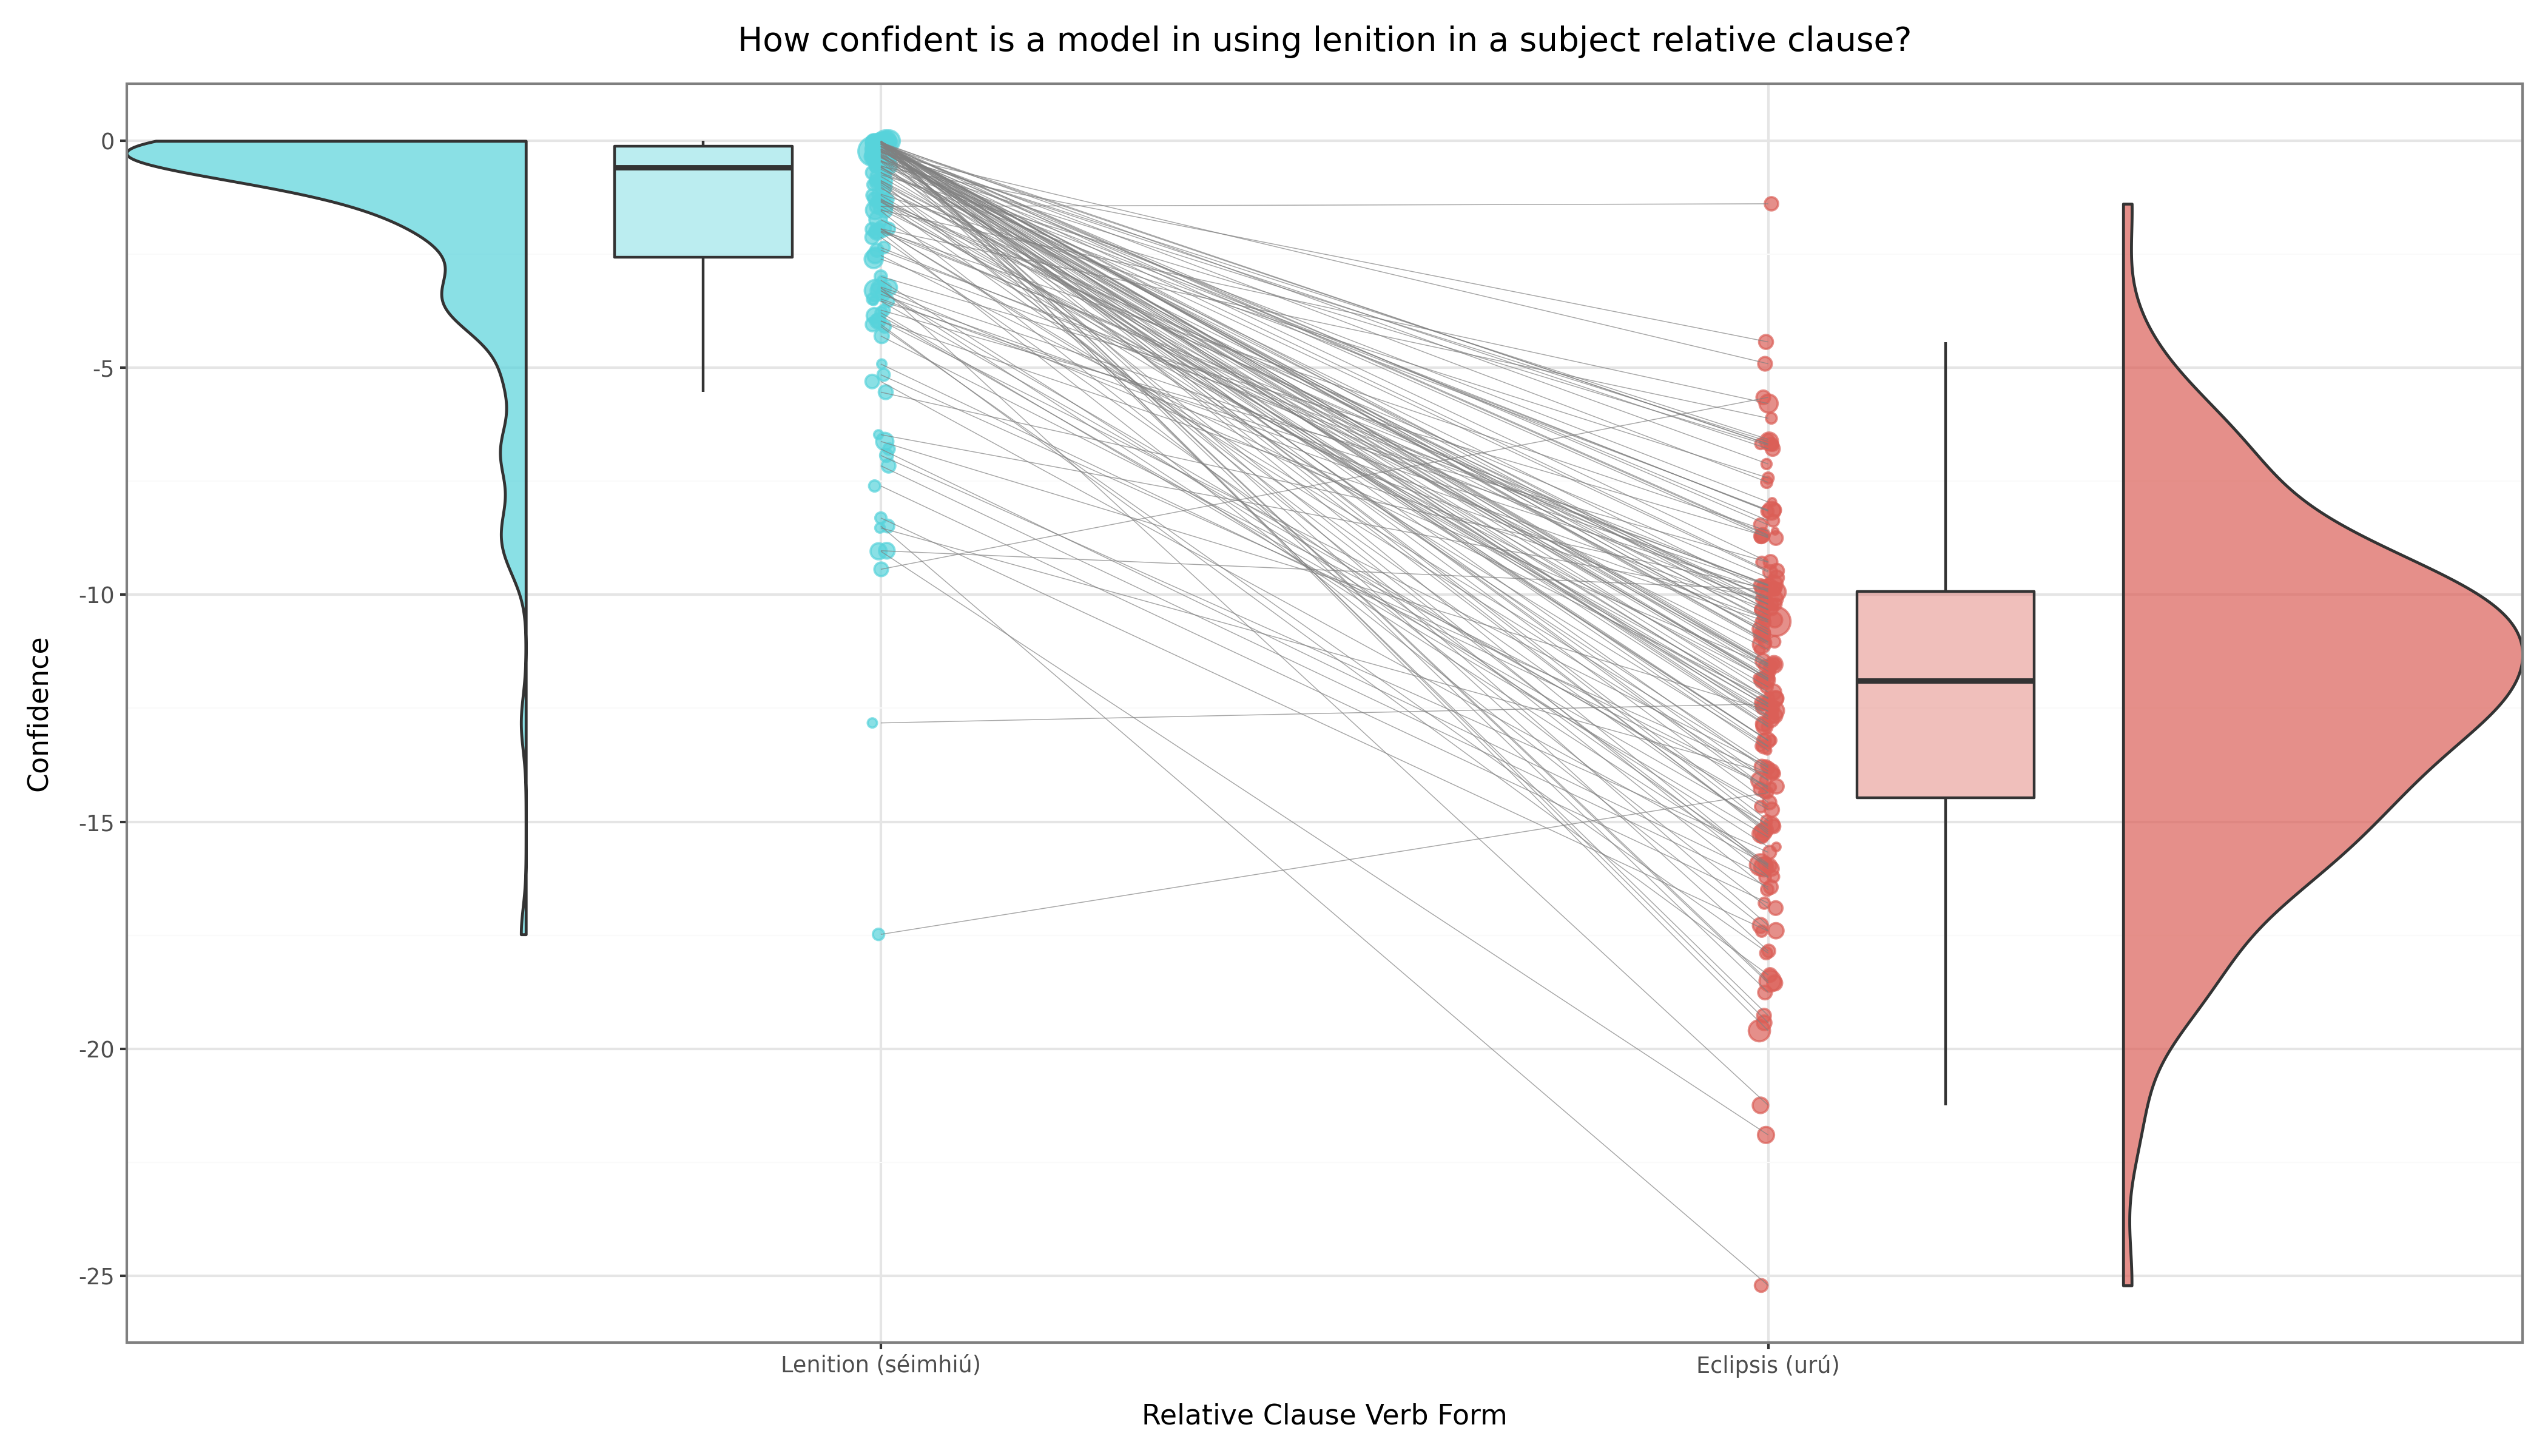 How confident is a model in using lenition in a subject relative clause?
0
-5
-10
-15
-20
-25
Confidence
Lenition (séimhiú)
Eclipsis (urú)
Relative Clause Verb Form